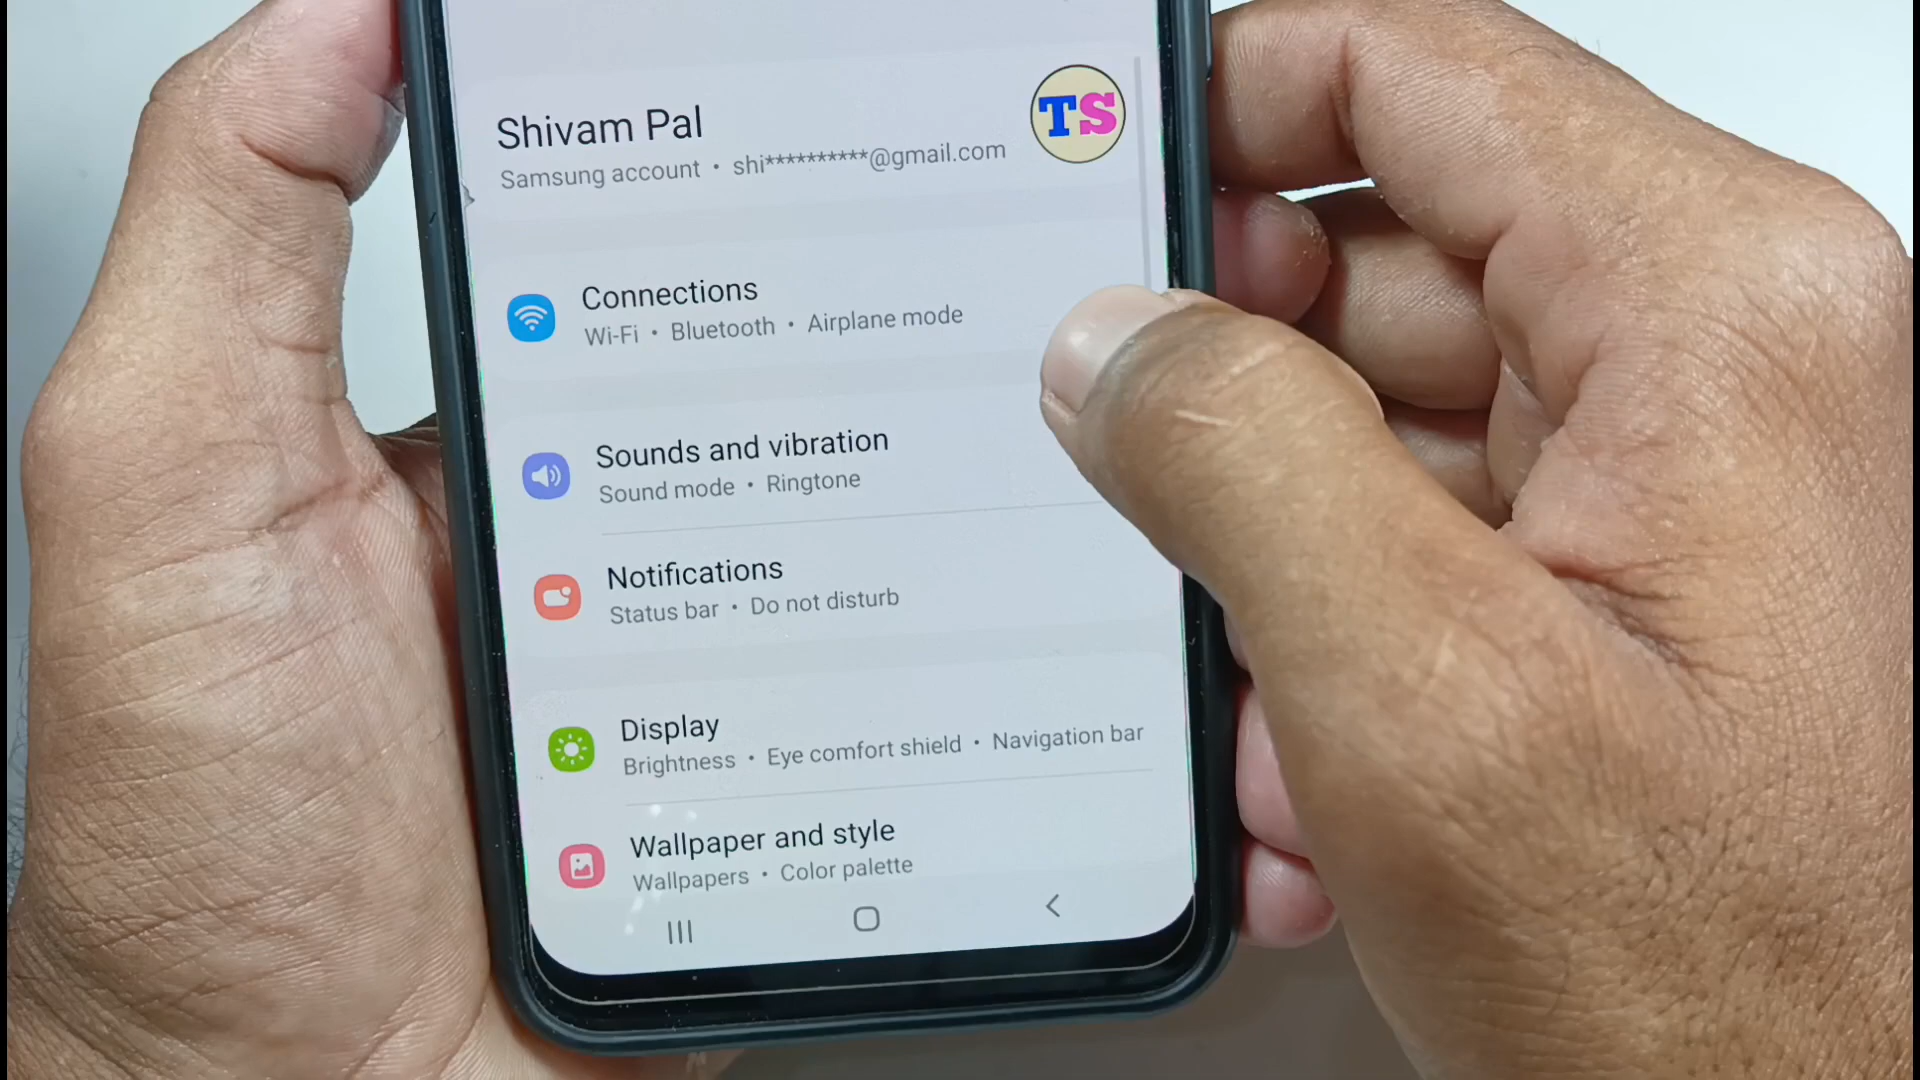 Shivam Pal
TS
Samsung account • shi**********@gmail.com
Connections
Wi-Fi • Bluetooth • Airplane mode
Sounds and vibration
Sound mode • Ringtone
Notifications
Status bar • Do not disturb
Display
Brightness • Eye comfort shield • Navigation bar
Wallpaper and style
Wallpapers • Color palette